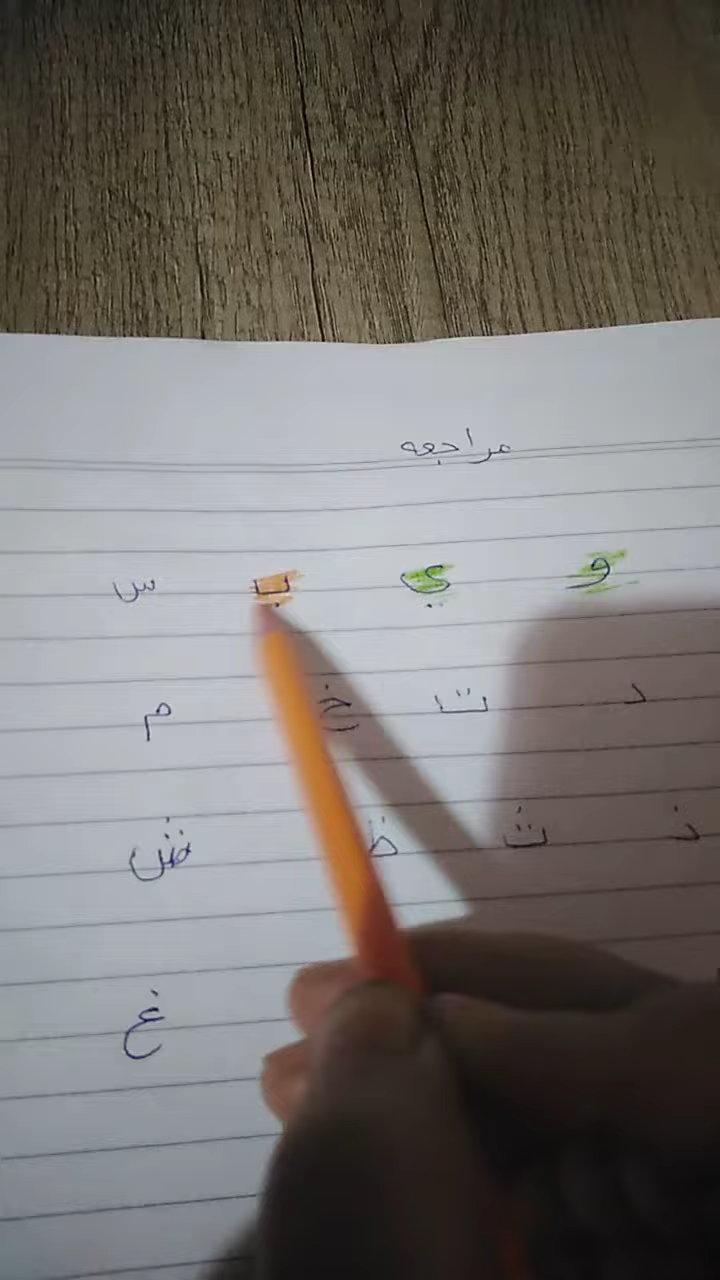 مراجعه
و ي ب س
د ت خ م
ذ ث ظ ض
غ